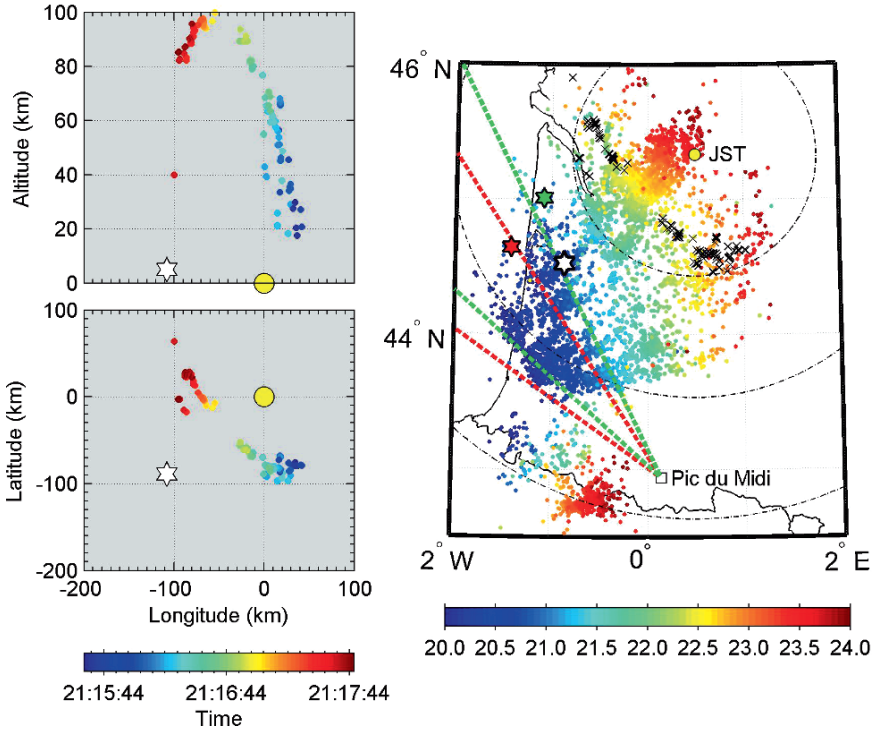 100
80
60
40
20
0
Altitude (km)
100
0
-100
-200
Latitude (km)
-200
-100
0
100
Longitude (km)
21:15:44
21:16:44
21:17:44
Time
46° N
44° N
JST
Pic du Midi
2° W
0°
2° E
20.0
20.5
21.0
21.5
22.0
22.5
23.0
23.5
24.0